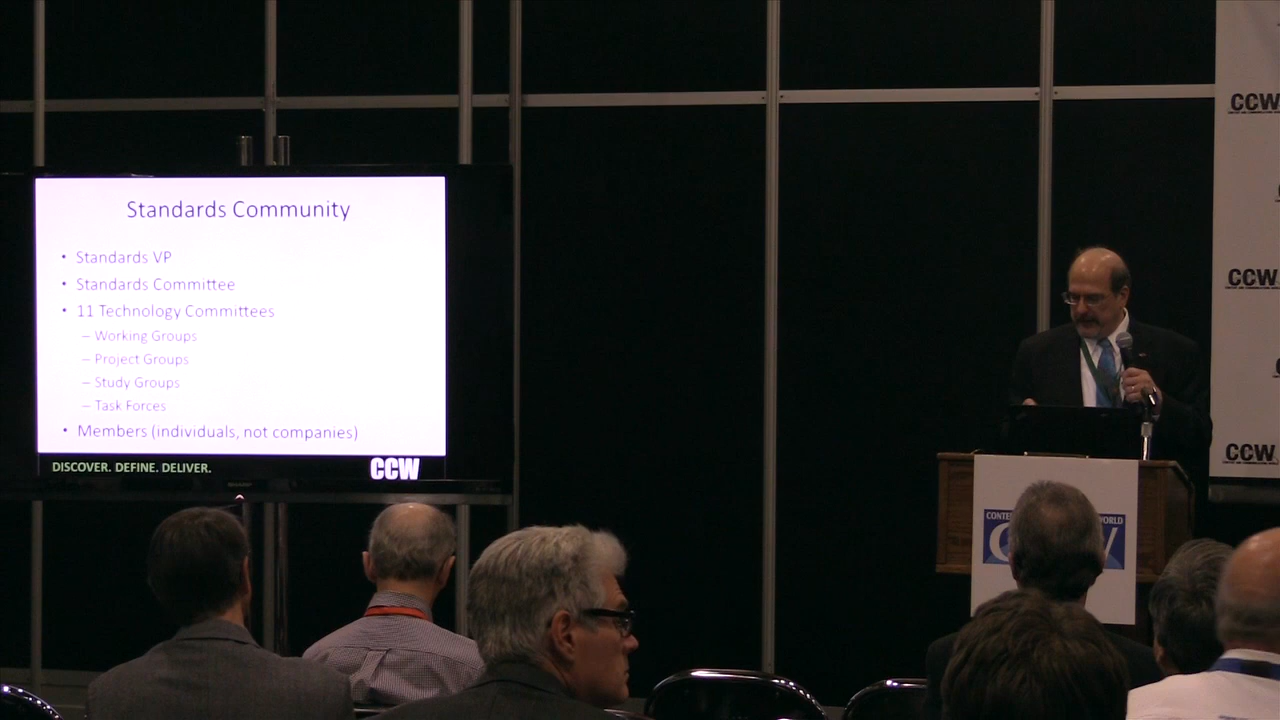 Standards Community
• Standards VP
• Standards Committee
• 11 Technology Committees
– Working Groups
– Project Groups
– Study Groups
– Task Forces
• Members (individuals, not companies)
DISCOVER. DEFINE. DELIVER.
CCW
CCW
CCW
CCW